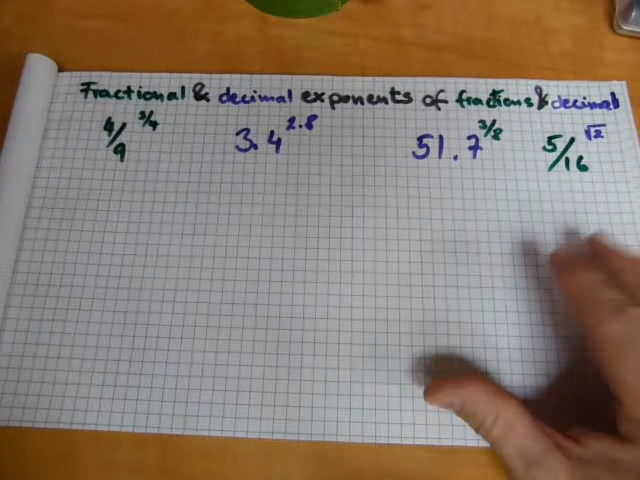 Fractional & decimal exponents of fractions & decimal
4/9^3/4 3.4^2.8 51.7^3/8 5/16^√2